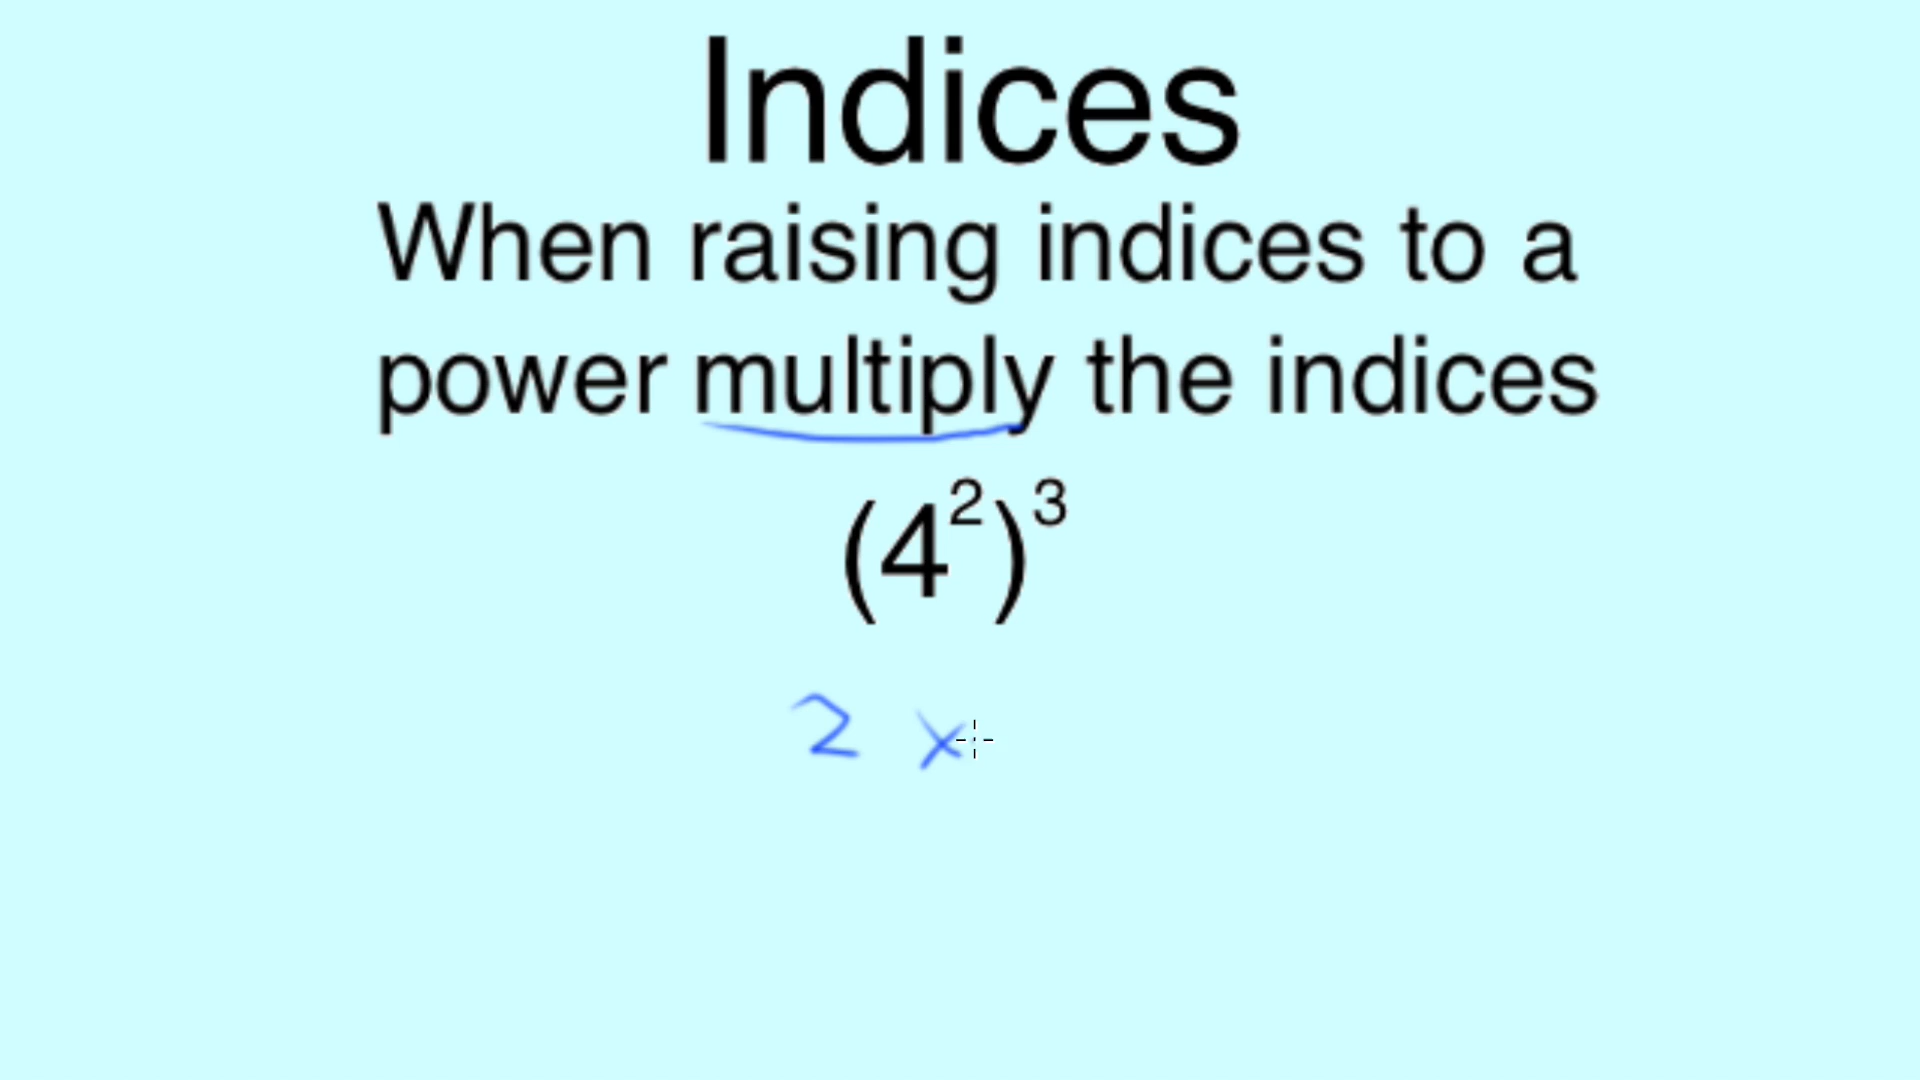 Indices
When raising indices to a
power multiply the indices
(4²)³
2 ×